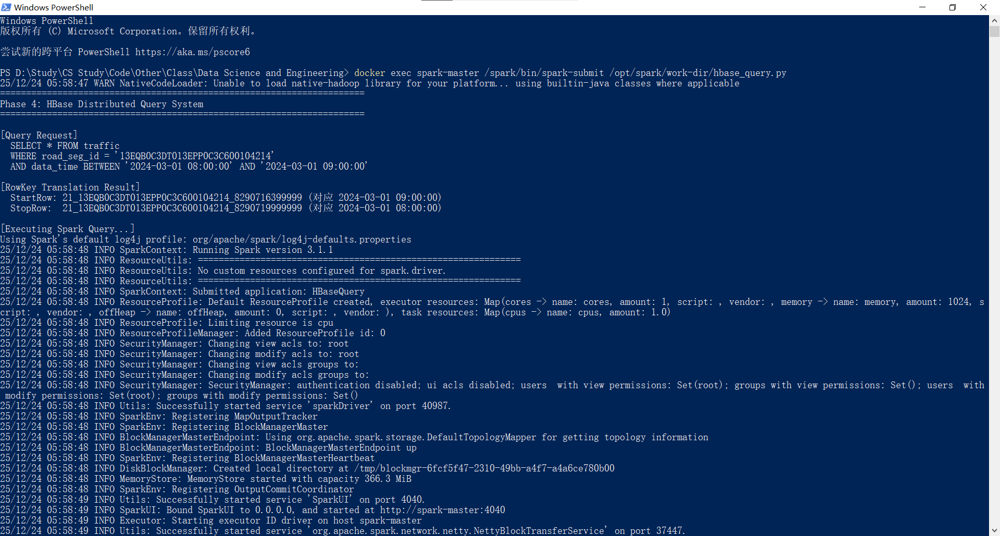 Windows PowerShell
Windows PowerShell
版权所有 (C) Microsoft Corporation。保留所有权利。
尝试新的跨平台 PowerShell https://aka.ms/pscore6
PS D:\Study\CS Study\Code\Other\Class\Data Science and Engineering> docker exec spark-master /spark/bin/spark-submit /opt/spark/work-dir/hbase_query.py
25/12/24 05:58:47 WARN NativeCodeLoader: Unable to load native-hadoop library for your platform... using builtin-java classes where applicable
======================================================================
Phase 4: HBase Distributed Query System
======================================================================
[Query Request]
  SELECT * FROM traffic
  WHERE road_seg_id = '13EQB0C3DT013EPP0C3C600104214'
  AND data_time BETWEEN '2024-03-01 08:00:00' AND '2024-03-01 09:00:00'
[RowKey Translation Result]
  StartRow: 21_13EQB0C3DT013EPP0C3C600104214_8290716399999 (对应 2024-03-01 09:00:00)
  StopRow:  21_13EQB0C3DT013EPP0C3C600104214_8290719999999 (对应 2024-03-01 08:00:00)
[Executing Spark Query...]
Using Spark's default log4j profile: org/apache/spark/log4j-defaults.properties
25/12/24 05:58:48 INFO SparkContext: Running Spark version 3.1.1
25/12/24 05:58:48 INFO ResourceUtils: ==============================================================
25/12/24 05:58:48 INFO ResourceUtils: No custom resources configured for spark.driver.
25/12/24 05:58:48 INFO ResourceUtils: ==============================================================
25/12/24 05:58:48 INFO SparkContext: Submitted application: HBaseQuery
25/12/24 05:58:48 INFO ResourceProfile: Default ResourceProfile created, executor resources: Map(cores -> name: cores, amount: 1, script: , vendor: , memory -> name: memory, amount: 1024, s
cript: , vendor: , offHeap -> name: offHeap, amount: 0, script: , vendor: ), task resources: Map(cpus -> name: cpus, amount: 1.0)
25/12/24 05:58:48 INFO ResourceProfile: Limiting resource is cpu
25/12/24 05:58:48 INFO ResourceProfileManager: Added ResourceProfile id: 0
25/12/24 05:58:48 INFO SecurityManager: Changing view acls to: root
25/12/24 05:58:48 INFO SecurityManager: Changing modify acls to: root
25/12/24 05:58:48 INFO SecurityManager: Changing view acls groups to:
25/12/24 05:58:48 INFO SecurityManager: Changing modify acls groups to:
25/12/24 05:58:48 INFO SecurityManager: SecurityManager: authentication disabled; ui acls disabled; users  with view permissions: Set(root); groups with view permissions: Set(); users  with
 modify permissions: Set(root); groups with modify permissions: Set()
25/12/24 05:58:48 INFO Utils: Successfully started service 'sparkDriver' on port 40987.
25/12/24 05:58:48 INFO SparkEnv: Registering MapOutputTracker
25/12/24 05:58:48 INFO SparkEnv: Registering BlockManagerMaster
25/12/24 05:58:48 INFO BlockManagerMasterEndpoint: Using org.apache.spark.storage.DefaultTopologyMapper for getting topology information
25/12/24 05:58:48 INFO BlockManagerMasterEndpoint: BlockManagerMasterEndpoint up
25/12/24 05:58:48 INFO SparkEnv: Registering BlockManagerMasterHeartbeat
25/12/24 05:58:48 INFO DiskBlockManager: Created local directory at /tmp/blockmgr-6fcf5f47-2310-49bb-a4f7-a4a6ce780b00
25/12/24 05:58:48 INFO MemoryStore: MemoryStore started with capacity 366.3 MiB
25/12/24 05:58:48 INFO SparkEnv: Registering OutputCommitCoordinator
25/12/24 05:58:49 INFO Utils: Successfully started service 'SparkUI' on port 4040.
25/12/24 05:58:49 INFO SparkUI: Bound SparkUI to 0.0.0.0, and started at http://spark-master:4040
25/12/24 05:58:49 INFO Executor: Starting executor ID driver on host spark-master
25/12/24 05:58:49 INFO Utils: Successfully started service 'org.apache.spark.network.netty.NettyBlockTransferService' on port 37447.